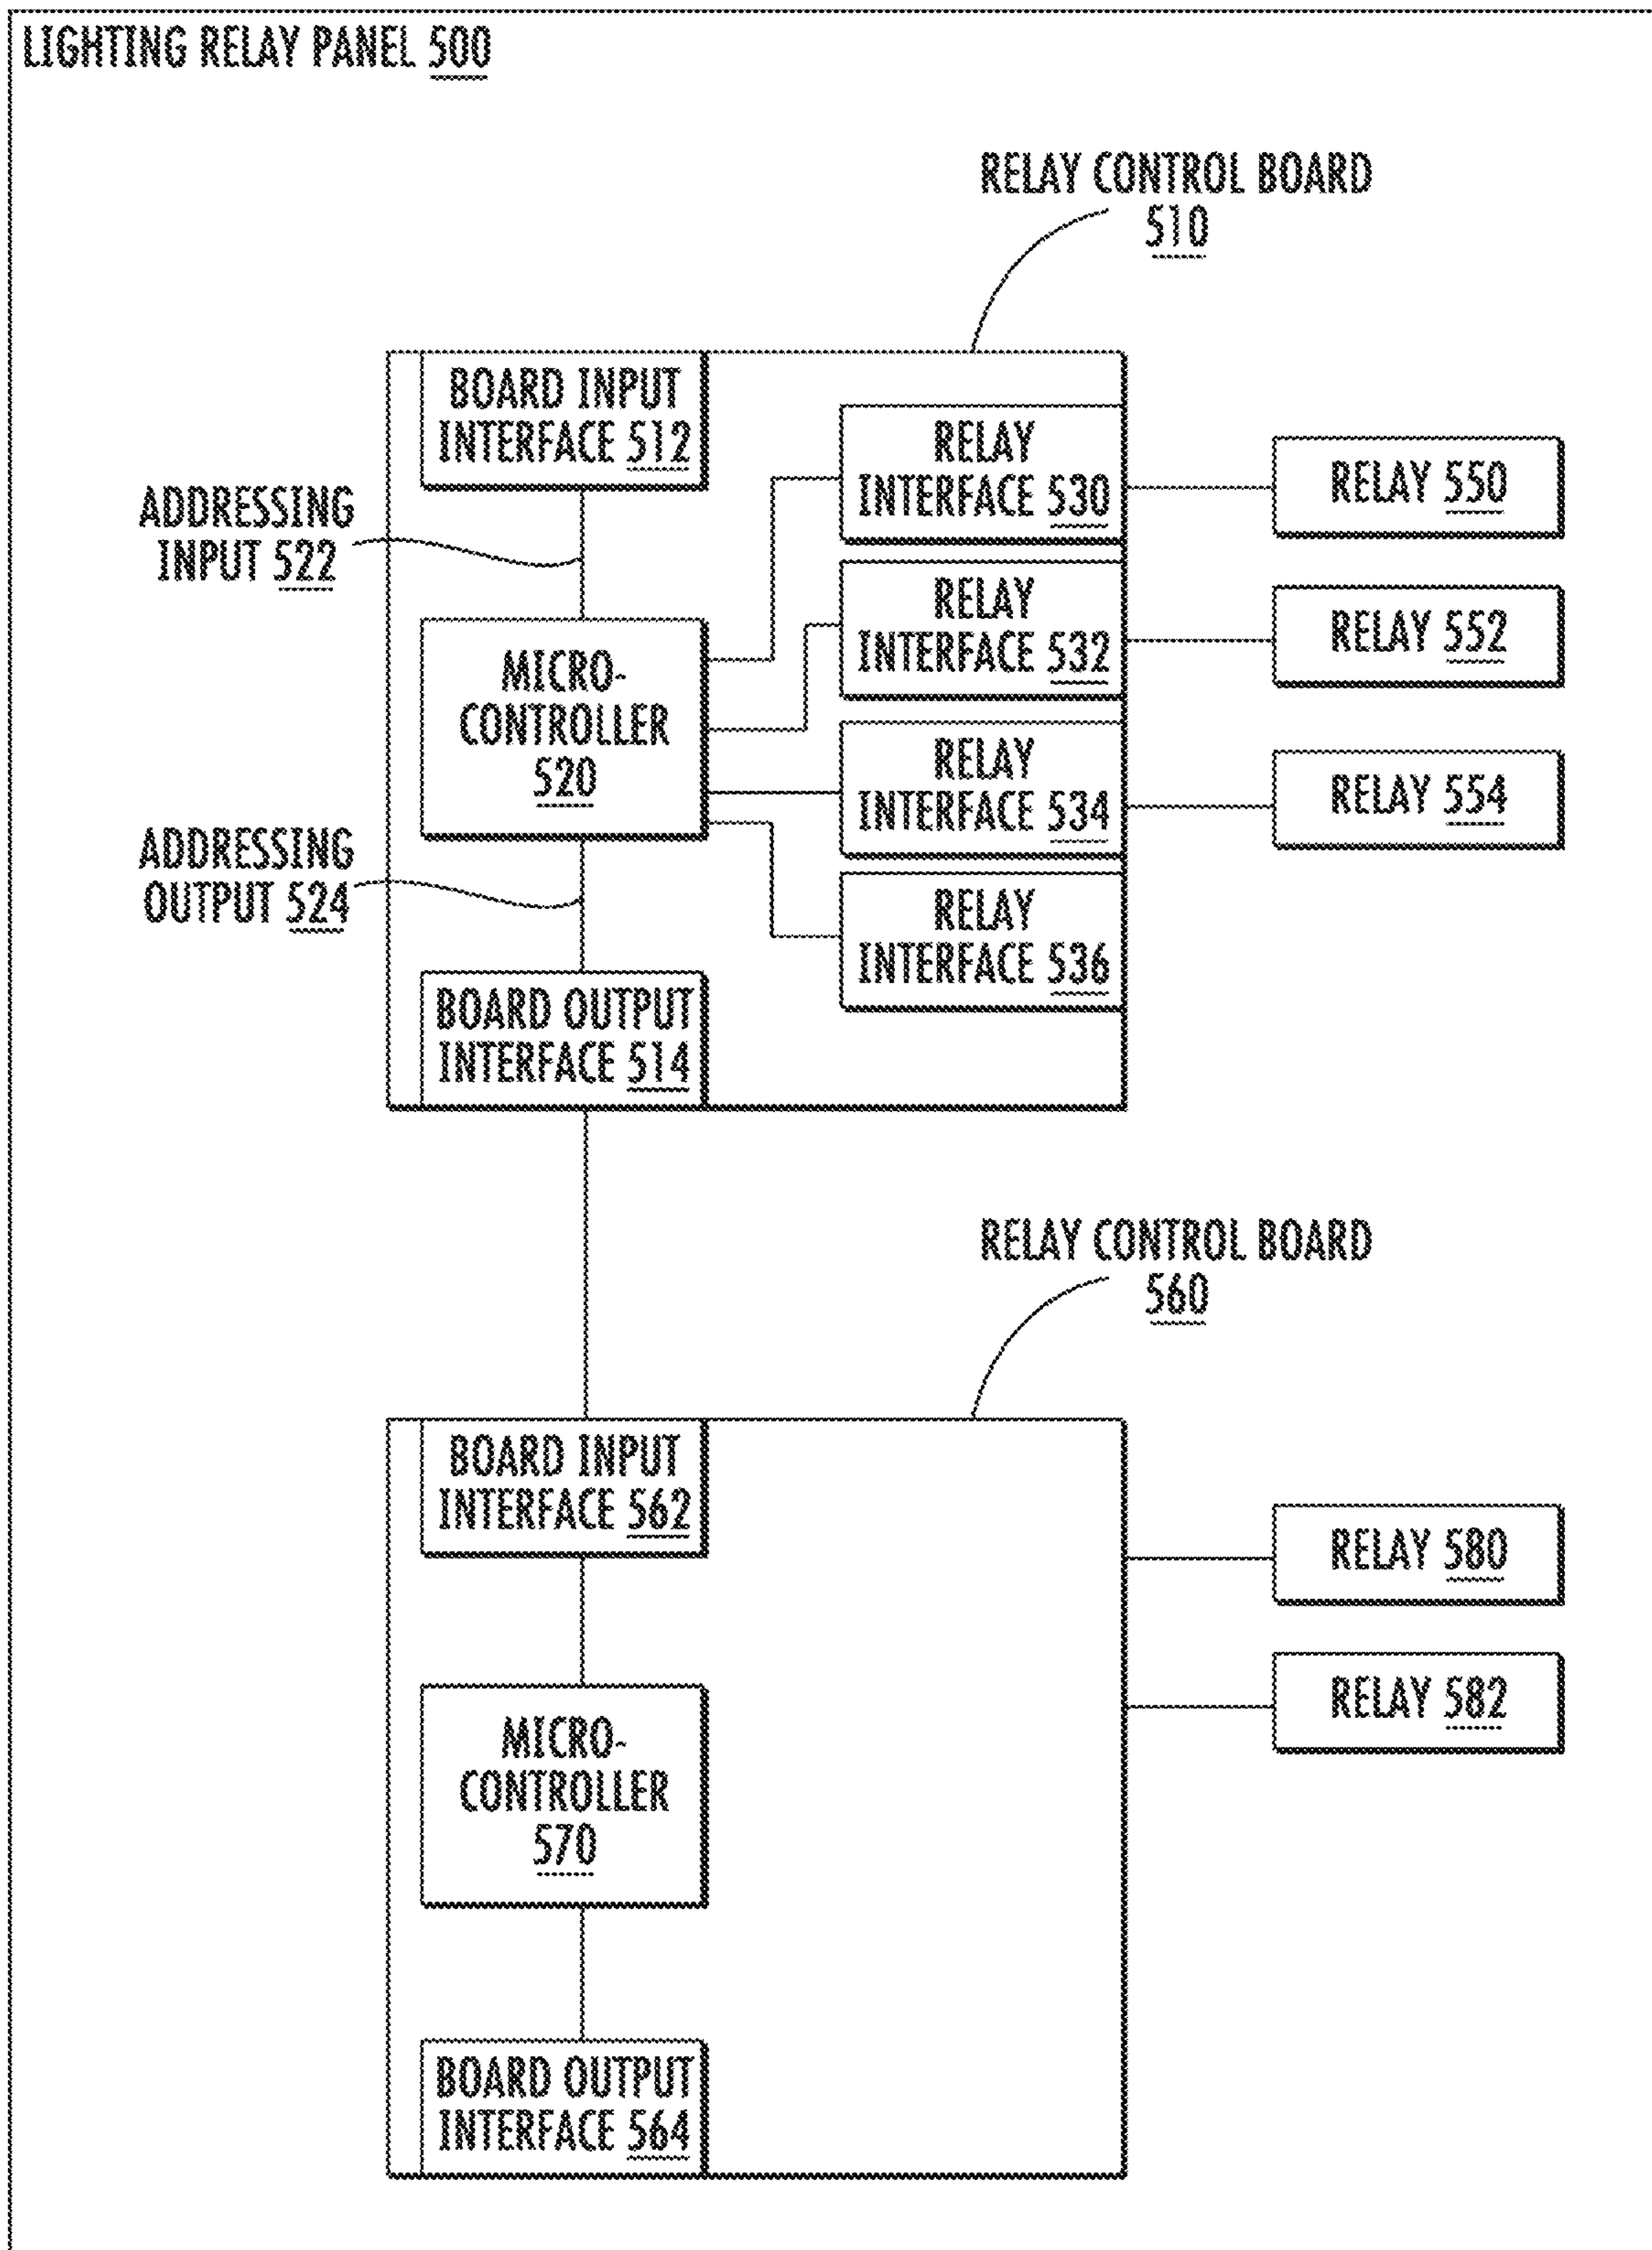 LIGHTING RELAY PANEL 500
RELAY CONTROL BOARD
510
BOARD INPUT
INTERFACE 512
ADDRESSING
INPUT 522
MICRO-
CONTROLLER
520
ADDRESSING
OUTPUT 524
BOARD OUTPUT
INTERFACE 514
RELAY
INTERFACE 530
RELAY
INTERFACE 532
RELAY
INTERFACE 534
RELAY
INTERFACE 536
RELAY 550
RELAY 552
RELAY 554
RELAY CONTROL BOARD
560
BOARD INPUT
INTERFACE 562
MICRO-
CONTROLLER
570
BOARD OUTPUT
INTERFACE 564
RELAY 580
RELAY 582